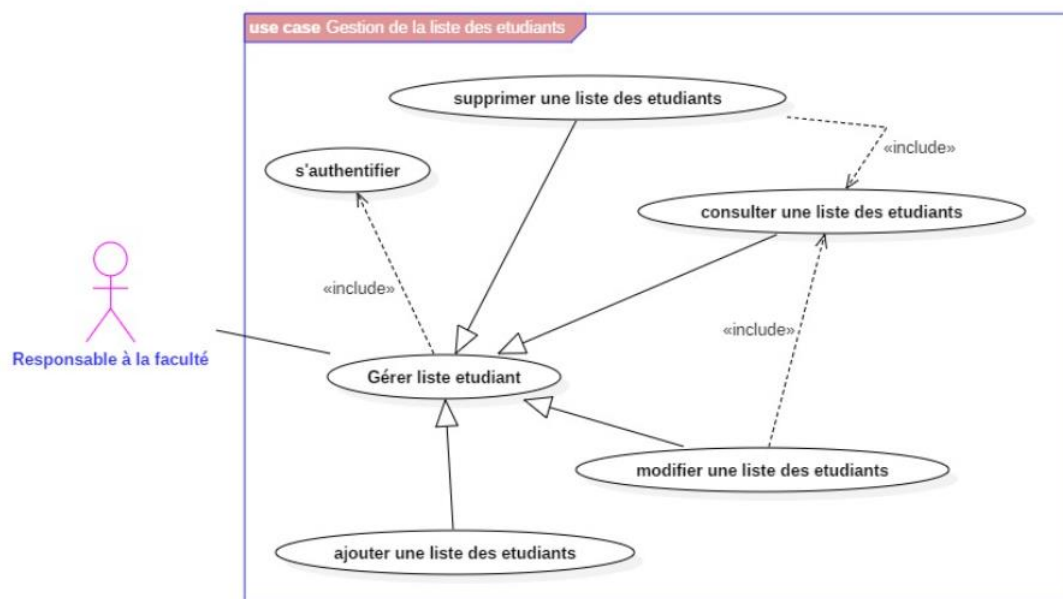 use case Gestion de la liste des etudiants
supprimer une liste des etudiants
«include»
s'authentifier
consulter une liste des etudiants
«include»
«include»
Responsable à la faculté
Gérer liste etudiant
modifier une liste des etudiants
ajouter une liste des etudiants